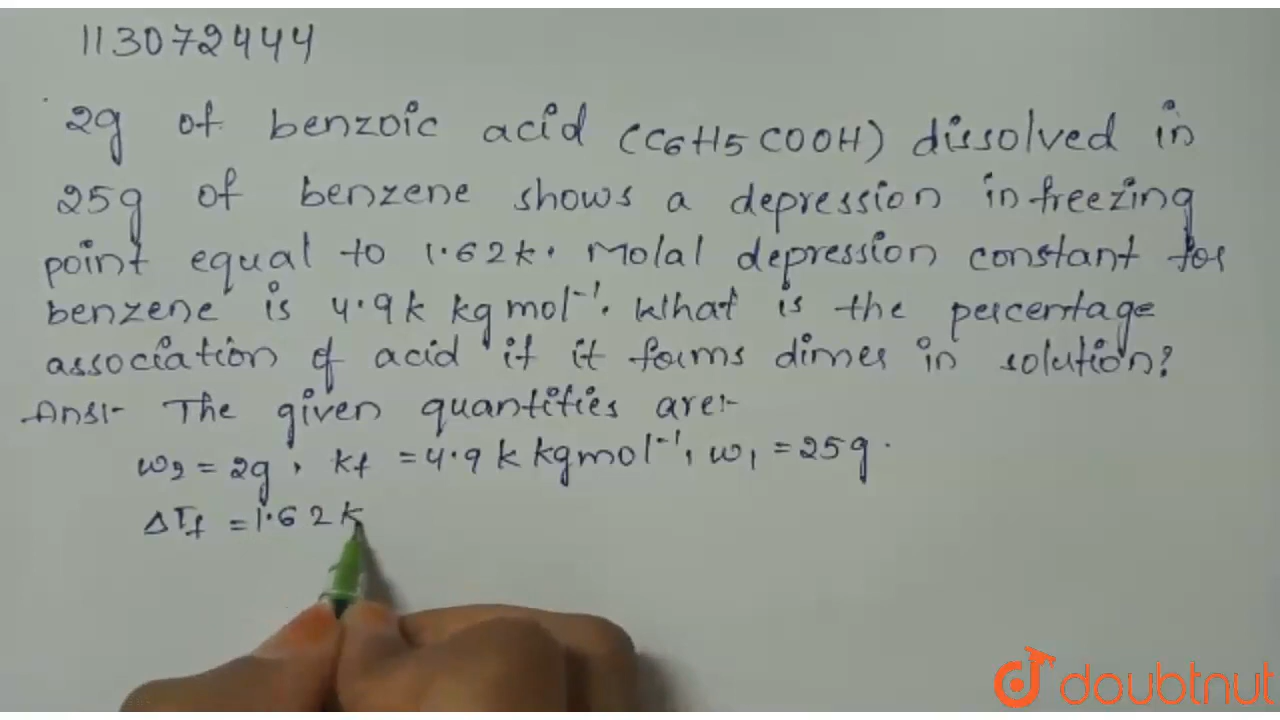 113072444
2g of benzoic acid (C6H5COOH) dissolved in
25g of benzene shows a depression in freezing
point equal to 1.62k. Molal depression constant for
benzene is 4.9k kg mol-1. What is the percentage
association of acid if it forms dimer in solution?
Ans:- The given quantities are:-
w2 = 2g, kf = 4.9 k kg mol-1, w1 = 25g.
ΔTf = 1.62k
doubtnut